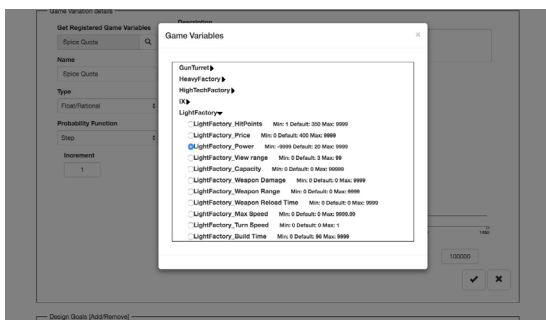 Game Variation details
Get Registered Game Variables
Description
Spice Quota
Name
Spice Quota
Type
Float/Rational
Probability Function
Step
Increment
1
Game Variables
×
GunTurret
HeavyFactory
HighTechFactory
IX
LightFactory
LightFactory_HitPoints Min: 1 Default: 350 Max: 9999
LightFactory_Price Min: 0 Default: 400 Max: 9999
LightFactory_Power Min: -9999 Default: 20 Max: 9999
LightFactory_View range Min: 0 Default: 3 Max: 99
LightFactory_Capacity Min: 0 Default: 0 Max: 99999
LightFactory_Weapon Damage Min: 0 Default: 0 Max: 9999
LightFactory_Weapon Range Min: 0 Default: 0 Max: 9999
LightFactory_Weapon Reload Time Min: 0 Default: 0 Max: 9999
LightFactory_Max Speed Min: 0 Default: 0 Max: 9999.99
LightFactory_Turn Speed Min: 0 Default: 0 Max: 1
LightFactory_Build Time Min: 0 Default: 96 Max: 9999
100000
Design Goals [Add/Remove]